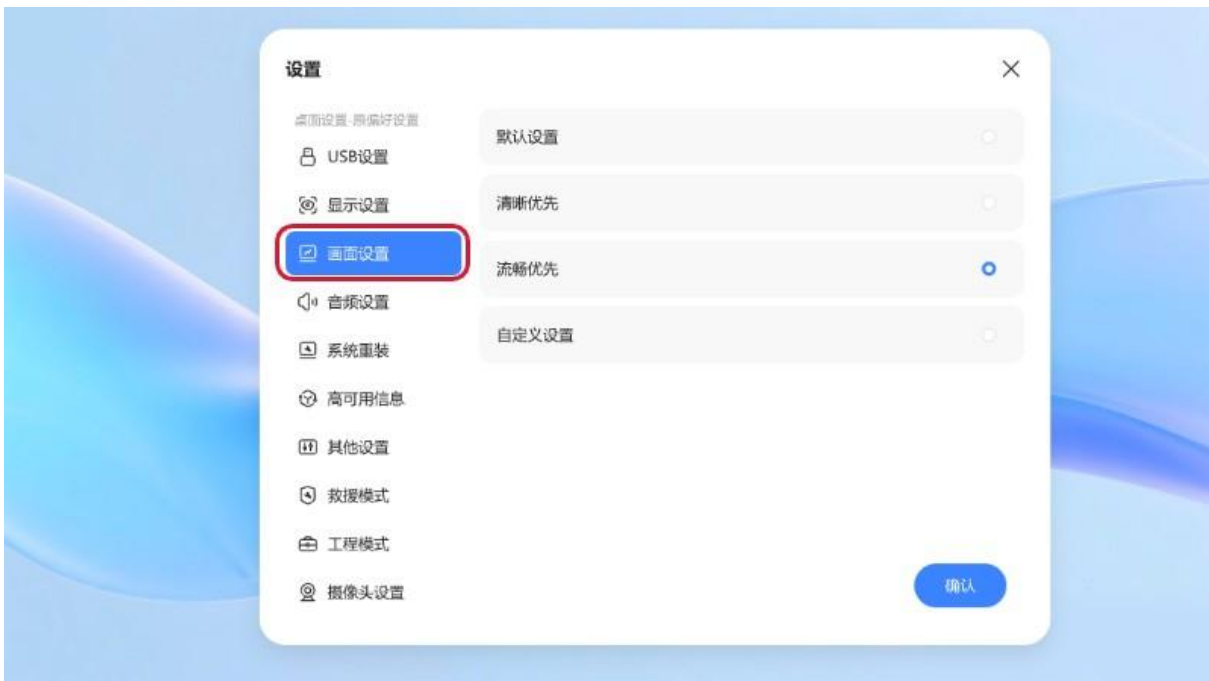 设置
桌面设置-原偏好设置
USB设置
显示设置
画面设置
音频设置
系统重装
高可用信息
其他设置
救援模式
工程模式
摄像头设置
默认设置
清晰优先
流畅优先
自定义设置
确认